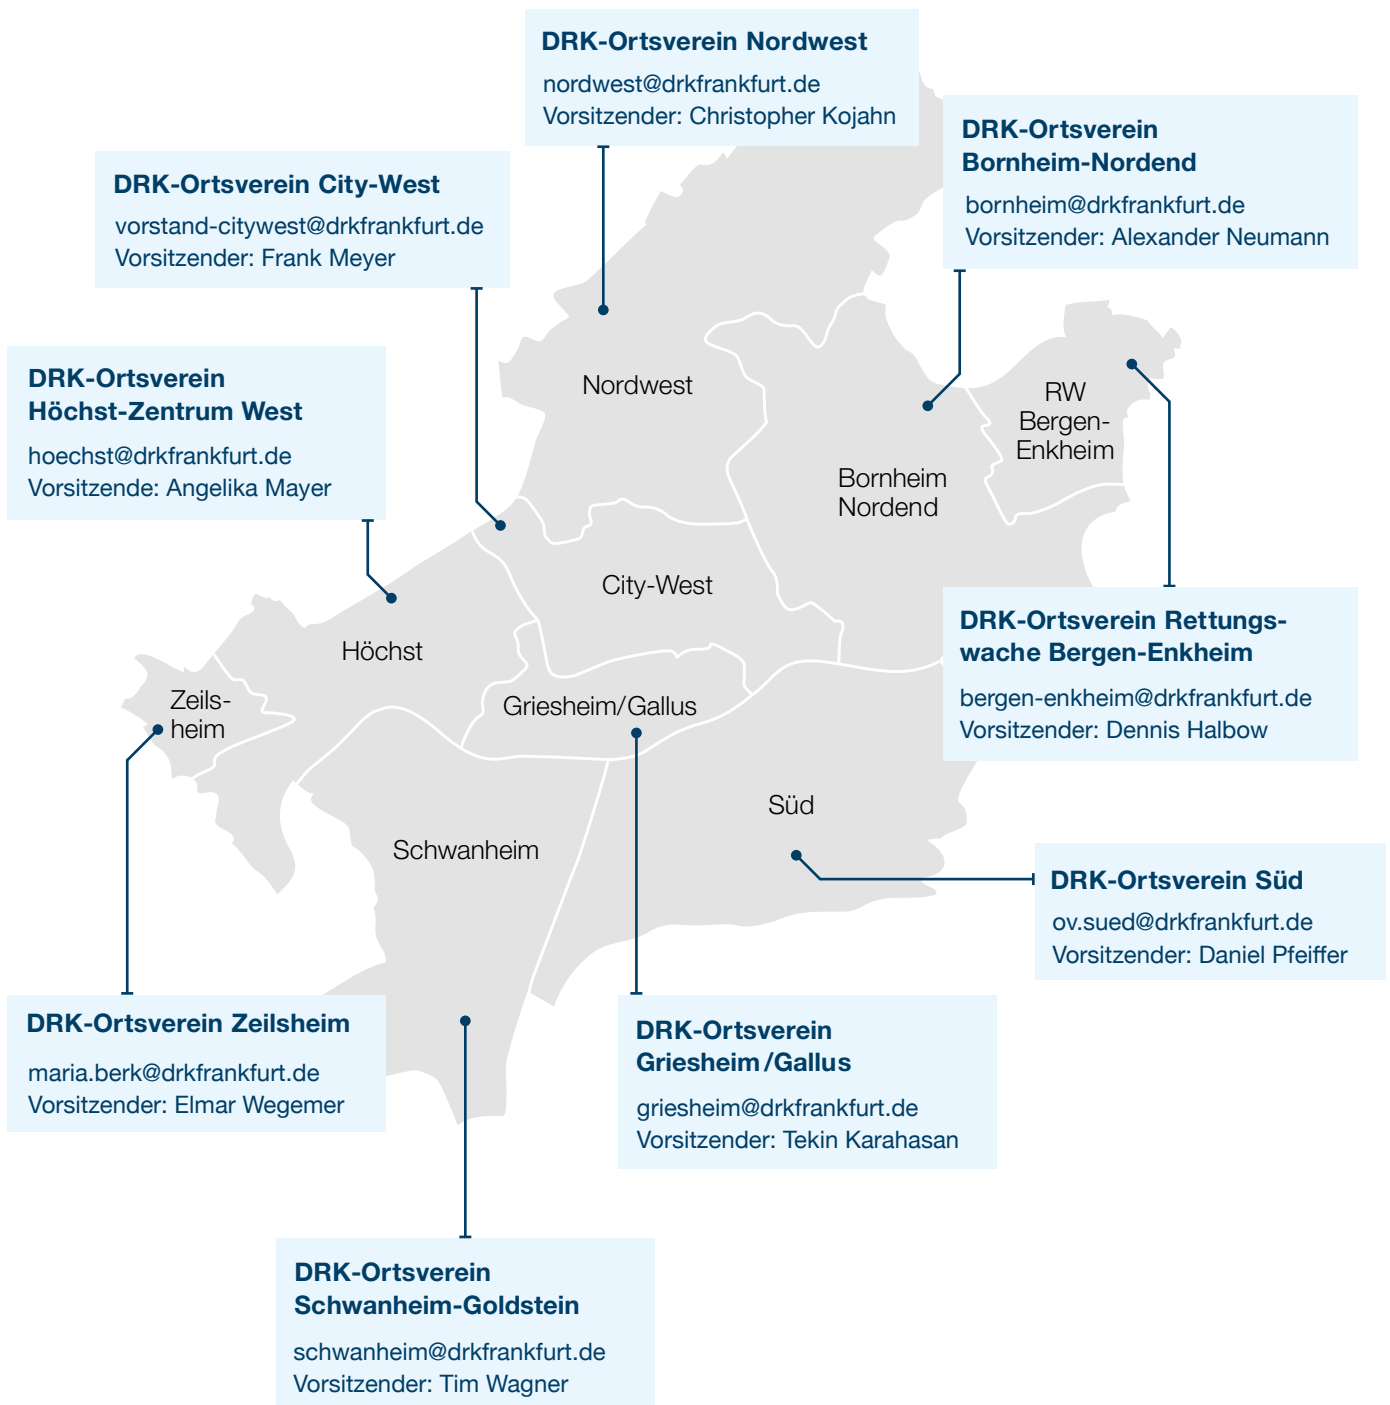 DRK-Ortsverein Nordwest
nordwest@drkfrankfurt.de
Vorsitzender: Christopher Kojahn
DRK-Ortsverein
Bornheim-Nordend
bornheim@drkfrankfurt.de
Vorsitzender: Alexander Neumann
DRK-Ortsverein City-West
vorstand-citywest@drkfrankfurt.de
Vorsitzender: Frank Meyer
DRK-Ortsverein
Höchst-Zentrum West
hoechst@drkfrankfurt.de
Vorsitzende: Angelika Mayer
Nordwest
RW
Bergen-
Enkheim
Bornheim
Nordend
City-West
Höchst
Zeils-
heim
Griesheim/Gallus
Süd
Schwanheim
DRK-Ortsverein Rettungs-
wache Bergen-Enkheim
bergen-enkheim@drkfrankfurt.de
Vorsitzender: Dennis Halbow
DRK-Ortsverein Süd
ov.sued@drkfrankfurt.de
Vorsitzender: Daniel Pfeiffer
DRK-Ortsverein Zeilsheim
maria.berk@drkfrankfurt.de
Vorsitzender: Elmar Wegemer
DRK-Ortsverein
Griesheim/Gallus
griesheim@drkfrankfurt.de
Vorsitzender: Tekin Karahasan
DRK-Ortsverein
Schwanheim-Goldstein
schwanheim@drkfrankfurt.de
Vorsitzender: Tim Wagner